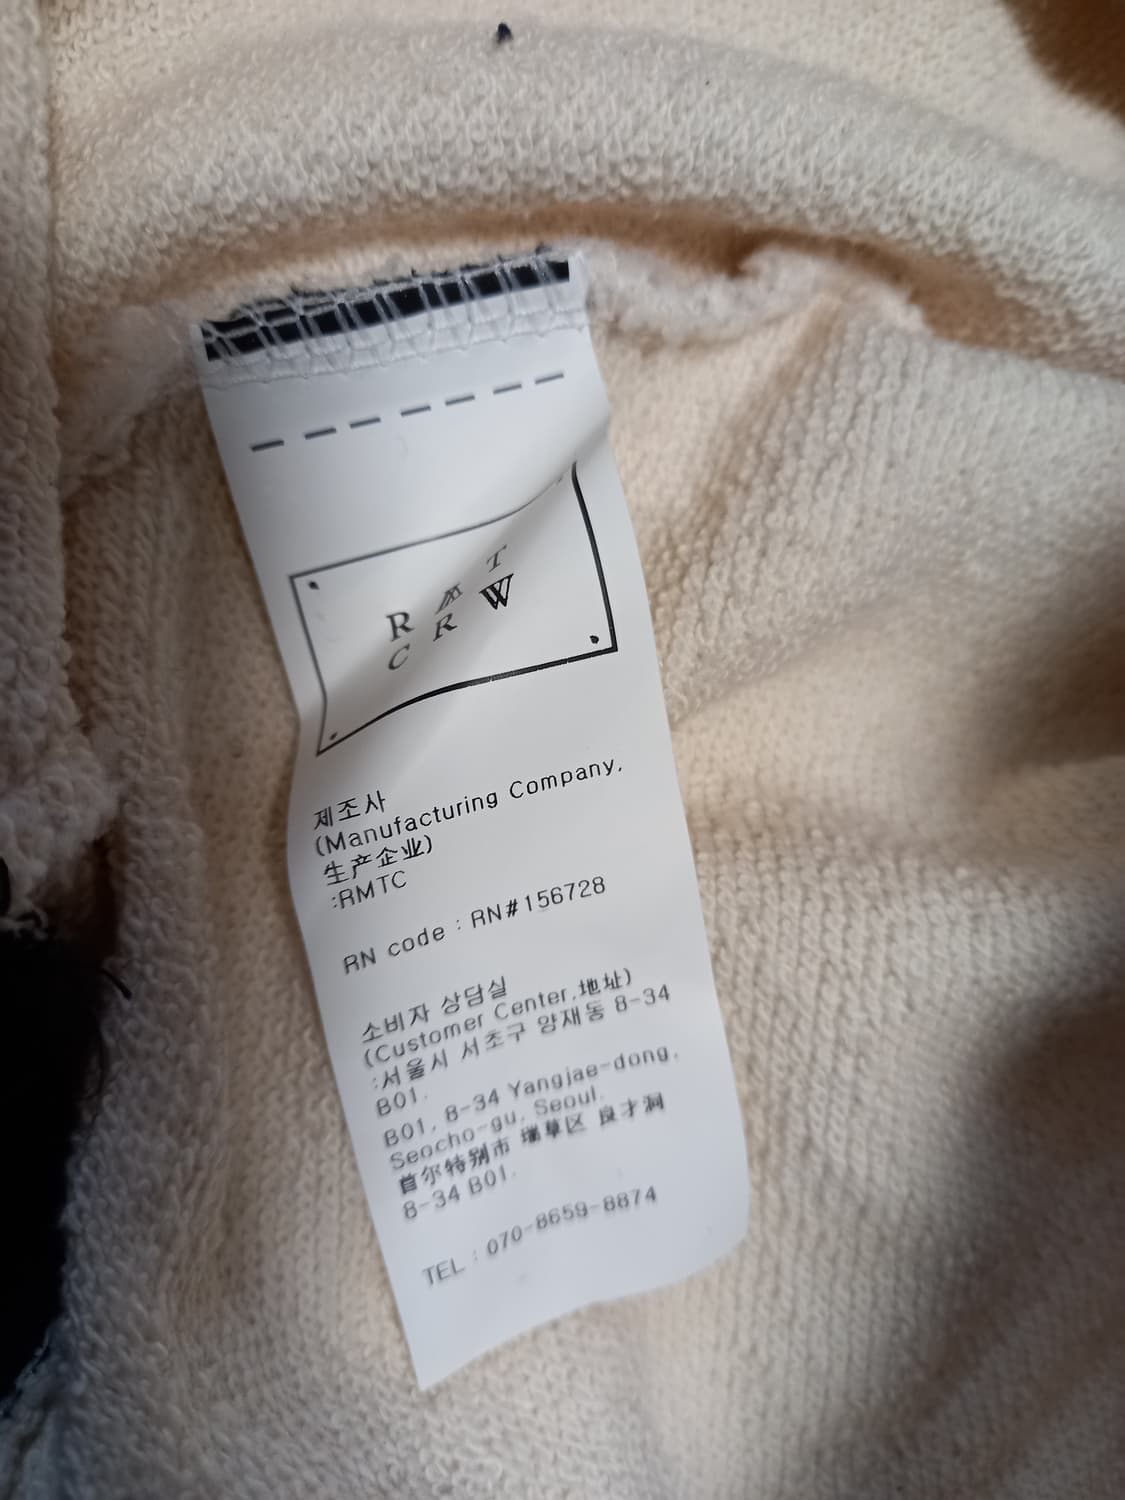 R M T
C R W
제조사
(Manufacturing Company,
生产企业)
:RMTC
RN code : RN#156728
소비자 상담실
(Customer Center,地址)
:서울시 서초구 양재동 8-34
B01.
B01, 8-34 Yangjae-dong,
Seocho-gu, Seoul.
首尔特别市 瑞草区 良才洞
8-34 B01.
TEL : 070-8659-8874